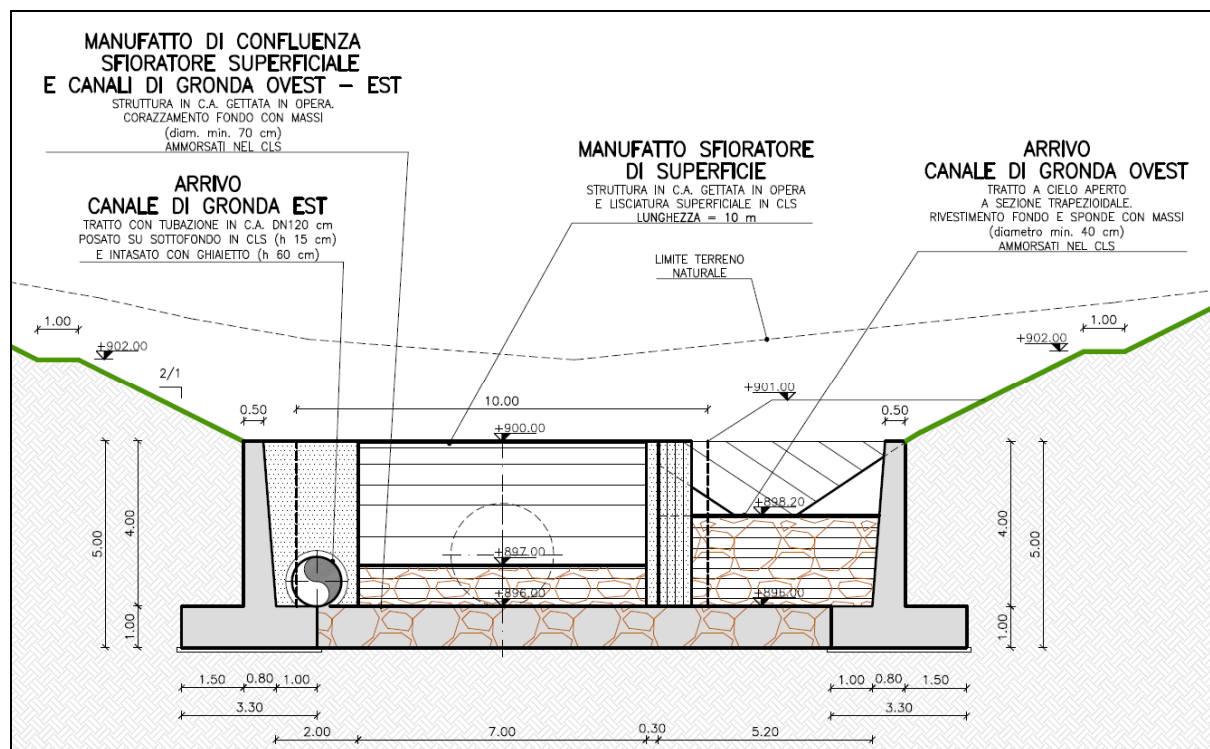 MANUFATTO DI CONFLUENZA
SFIORATORE SUPERFICIALE
E CANALI DI GRONDA OVEST – EST
STRUTTURA IN C.A. GETTATA IN OPERA.
CORAZZAMENTO FONDO CON MASSI
(diam. min. 70 cm)
AMMORSATI NEL CLS
ARRIVO
CANALE DI GRONDA EST
TRATTO CON TUBAZIONE IN C.A. DN120 cm
POSATO SU SOTTOFONDO IN CLS (h 15 cm)
E INTASATO CON GHIAIETTO (h 60 cm)
MANUFATTO SFIORATORE
DI SUPERFICIE
STRUTTURA IN C.A. GETTATA IN OPERA
E LISCIATURA SUPERFICIALE IN CLS
LUNGHEZZA = 10 m
ARRIVO
CANALE DI GRONDA OVEST
TRATTO A CIELO APERTO
A SEZIONE TRAPEZIOIDALE.
RIVESTIMENTO FONDO E SPONDE CON MASSI
(diametro min. 40 cm)
AMMORSATI NEL CLS
LIMITE TERRENO
NATURALE
1.00
+902.00
2/1
0.50
10.00
+901.00
+900.00
1.00
+902.00
0.50
5.00
4.00
1.00
+898.20
+897.00
+896.00
+896.00
4.00
1.00
5.00
1.50 0.80 1.00
3.30
1.00 0.80 1.50
3.30
2.00 7.00 0.30 5.20